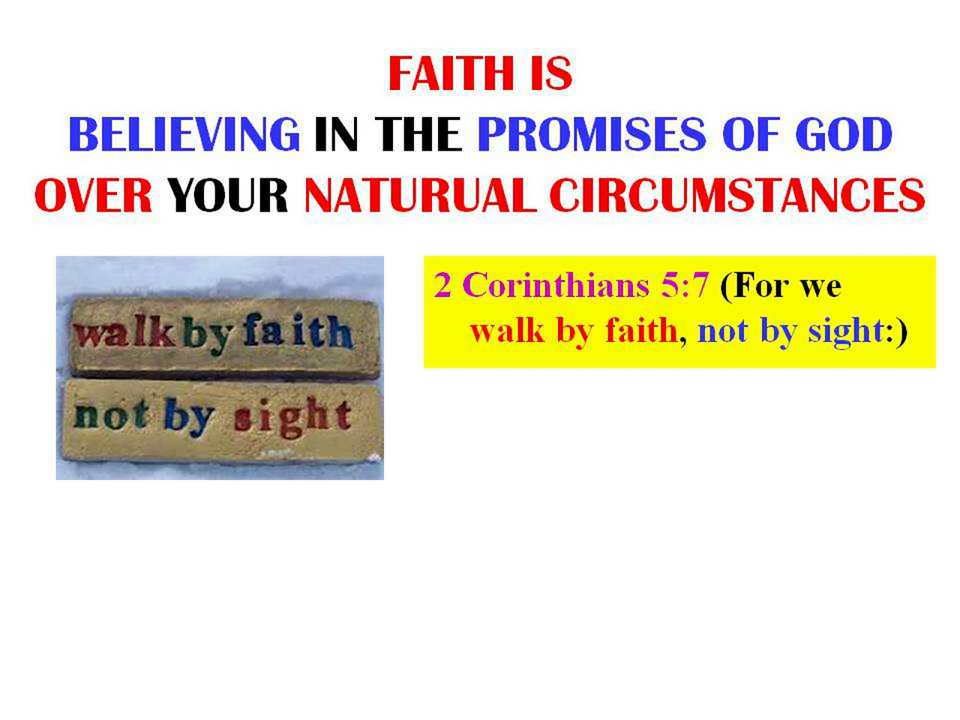 FAITH IS
BELIEVING IN THE PROMISES OF GOD
OVER YOUR NATURUAL CIRCUMSTANCES
walk by faith
not by sight
2 Corinthians 5:7 (For we
walk by faith, not by sight:)